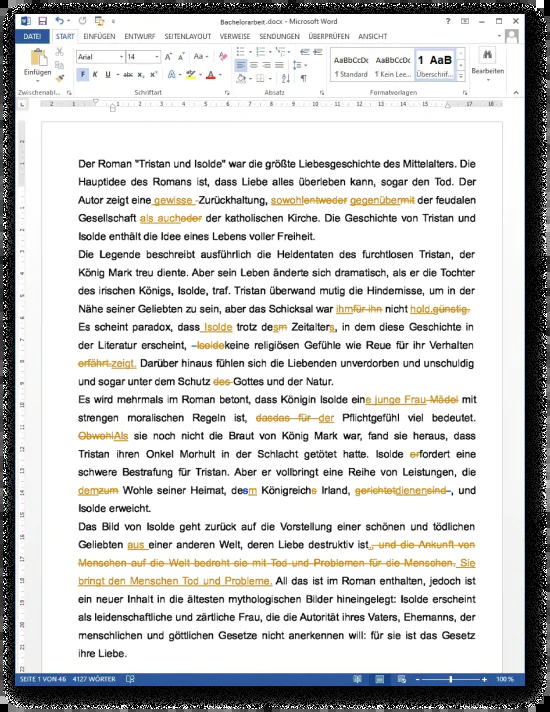 Bachelorarbeit.docx - Microsoft Word
DATEI START EINFÜGEN ENTWURF SEITENLAYOUT VERWEISE SENDUNGEN ÜBERPRÜFEN ANSICHT
Arial 14
Einfügen
F K U abc x₂ x²
AaBbCcDc AaBbCcDc 1 AaB
1 Standard 1 Kein Lee... Überschrif...
Bearbeiten
Zwischenabl... Schriftart Absatz Formatvorlagen
Der Roman "Tristan und Isolde" war die größte Liebesgeschichte des Mittelalters. Die
Hauptidee des Romans ist, dass Liebe alles überleben kann, sogar den Tod. Der
Autor zeigt eine gewisse -Zurückhaltung, sowohlentweder gegenübermit der feudalen
Gesellschaft als auchoder der katholischen Kirche. Die Geschichte von Tristan und
Isolde enthält die Idee eines Lebens voller Freiheit.
Die Legende beschreibt ausführlich die Heldentaten des furchtlosen Tristan, der
König Mark treu diente. Aber sein Leben änderte sich dramatisch, als er die Tochter
des irischen Königs, Isolde, traf. Tristan überwand mutig die Hindernisse, um in der
Nähe seiner Geliebten zu sein, aber das Schicksal war ihmfür ihn nicht hold.günstig.
Es scheint paradox, dass Isolde trotz desm Zeitalters, in dem diese Geschichte in
der Literatur erscheint, -Isoldekeine religiösen Gefühle wie Reue für ihr Verhalten
erfährt.zeigt. Darüber hinaus fühlen sich die Liebenden unverdorben und unschuldig
und sogar unter dem Schutz des Gottes und der Natur.
Es wird mehrmals im Roman betont, dass Königin Isolde eine junge Frau Mädel mit
strengen moralischen Regeln ist, dasdas für der Pflichtgefühl viel bedeutet.
ObwohlAls sie noch nicht die Braut von König Mark war, fand sie heraus, dass
Tristan ihren Onkel Morhult in der Schlacht getötet hatte. Isolde erfordert eine
schwere Bestrafung für Tristan. Aber er vollbringt eine Reihe von Leistungen, die
demzum Wohle seiner Heimat, desm Königreichs Irland, gerichtetdienensind-, und
Isolde erweicht.
Das Bild von Isolde geht zurück auf die Vorstellung einer schönen und tödlichen
Geliebten aus einer anderen Welt, deren Liebe destruktiv ist., und die Ankunft von
Menschen auf die Welt bedroht sie mit Tod und Problemen für die Menschen. Sie
bringt den Menschen Tod und Probleme. All das ist im Roman enthalten, jedoch ist
ein neuer Inhalt in die ältesten mythologischen Bilder hineingelegt: Isolde erscheint
als leidenschaftliche und zärtliche Frau, die die Autorität ihres Vaters, Ehemanns, der
menschlichen und göttlichen Gesetze nicht anerkennen will: für sie ist das Gesetz
ihre Liebe.
SEITE 1 VON 46 4127 WÖRTER 100 %